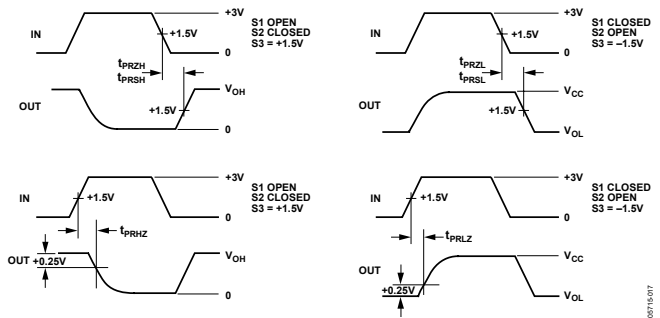 IN
+3V
+1.5V
0
S1 OPEN
S2 CLOSED
S3 = +1.5V
tPRZH
tPRSH
OUT
VOH
+1.5V
0
IN
+3V
+1.5V
0
S1 CLOSED
S2 OPEN
S3 = –1.5V
tPRZL
tPRSL
OUT
VCC
+1.5V
VOL
IN
+3V
+1.5V
0
S1 OPEN
S2 CLOSED
S3 = +1.5V
tPRHZ
OUT
+0.25V
VOH
0
IN
+3V
+1.5V
0
S1 CLOSED
S2 OPEN
S3 = –1.5V
tPRLZ
OUT
+0.25V
VCC
VOL
05715-017